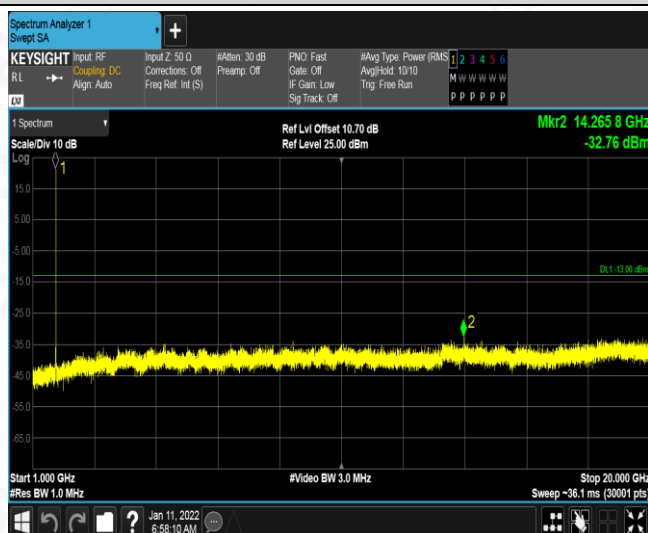 Spectrum Analyzer 1
Swept SA
+
KEYSIGHT
RL
LXI
Input: RF
Coupling: DC
Align: Auto
Input Z: 50 Ω
Corrections: Off
Freq Ref: Int (S)
#Atten: 30 dB
Preamp: Off
PNO: Fast
Gate: Off
IF Gain: Low
Sig Track: Off
#Avg Type: Power (RMS
Avg|Hold: 10/10
Trig: Free Run
1 2 3 4 5 6
M W W W W W
P P P P P P
1 Spectrum
Scale/Div 10 dB
Ref Lvl Offset 10.70 dB
Ref Level 25.00 dBm
Mkr2 14.265 8 GHz
-32.76 dBm
Log
1
15.0
5.00
-5.00
DL1 -13.00 dBm
-15.0
-25.0
2
-35.0
-45.0
-55.0
-65.0
Start 1.000 GHz
#Res BW 1.0 MHz
#Video BW 3.0 MHz
Stop 20.000 GHz
Sweep ~36.1 ms (30001 pts)
?
Jan 11, 2022
6:58:10 AM